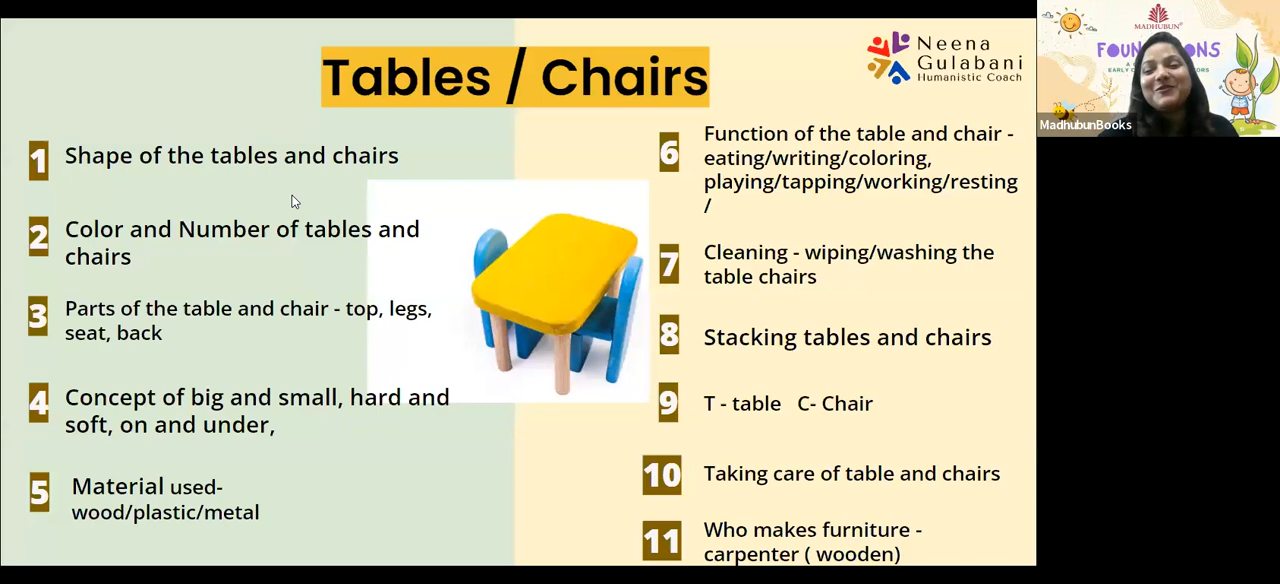 Tables / Chairs
Neena
Gulabani
Humanistic Coach
1
Shape of the tables and chairs
2
Color and Number of tables and
chairs
3
Parts of the table and chair - top, legs,
seat, back
4
Concept of big and small, hard and
soft, on and under,
5
Material used-
wood/plastic/metal
6
Function of the table and chair -
eating/writing/coloring,
playing/tapping/working/resting
/
7
Cleaning - wiping/washing the
table chairs
8
Stacking tables and chairs
9
T - table C- Chair
10
Taking care of table and chairs
11
Who makes furniture -
carpenter ( wooden)
MADHUBUN
MadhubunBooks